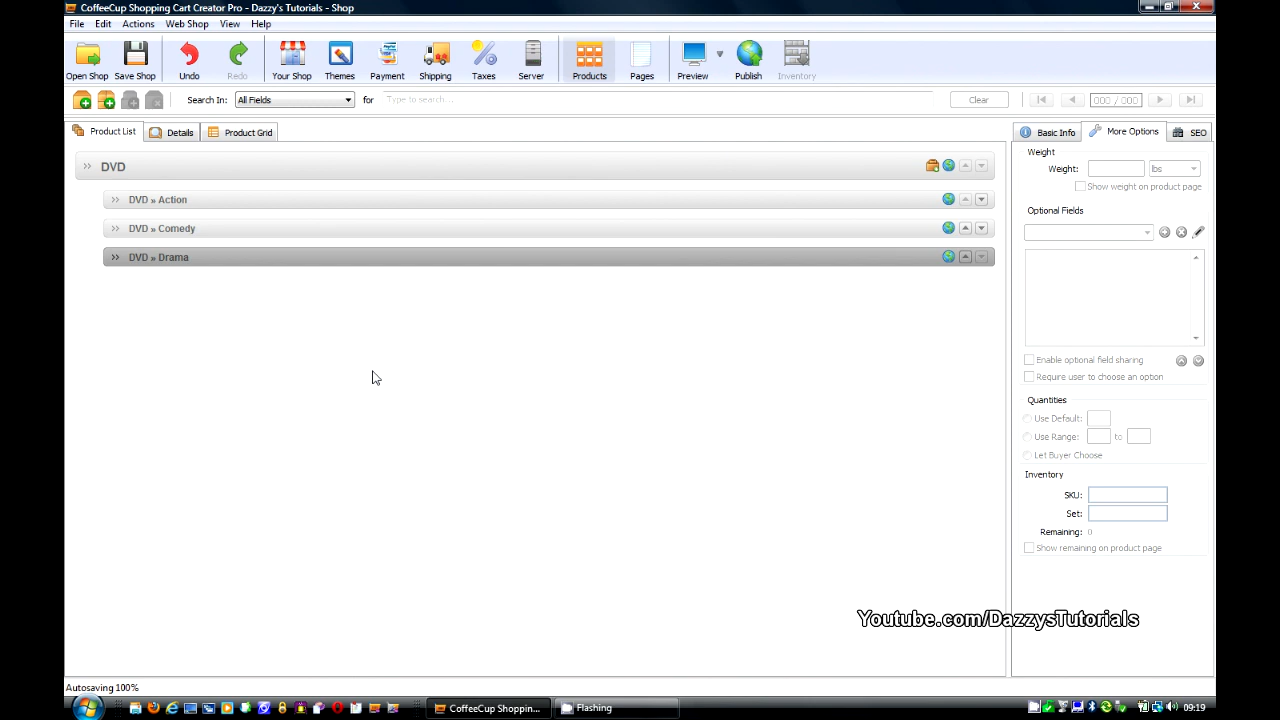 CoffeeCup Shopping Cart Creator Pro - Dazzy's Tutorials - Shop
File Edit Actions Web Shop View Help
Open Shop Save Shop Undo Redo Your Shop Themes Payment Shipping Taxes Server Products Pages Preview Publish Inventory
Search In: All Fields for Type to search... Clear 000 / 000
Product List Details Product Grid Basic Info More Options SEO
DVD
DVD » Action
DVD » Comedy
DVD » Drama
Weight
Weight: lbs
Show weight on product page
Optional Fields
Enable optional field sharing
Require user to choose an option
Quantities
Use Default:
Use Range: to
Let Buyer Choose
Inventory
SKU:
Set:
Remaining: 0
Show remaining on product page
Youtube.com/DazzysTutorials
Autosaving 100%
CoffeeCup Shoppin... Flashing 09:19